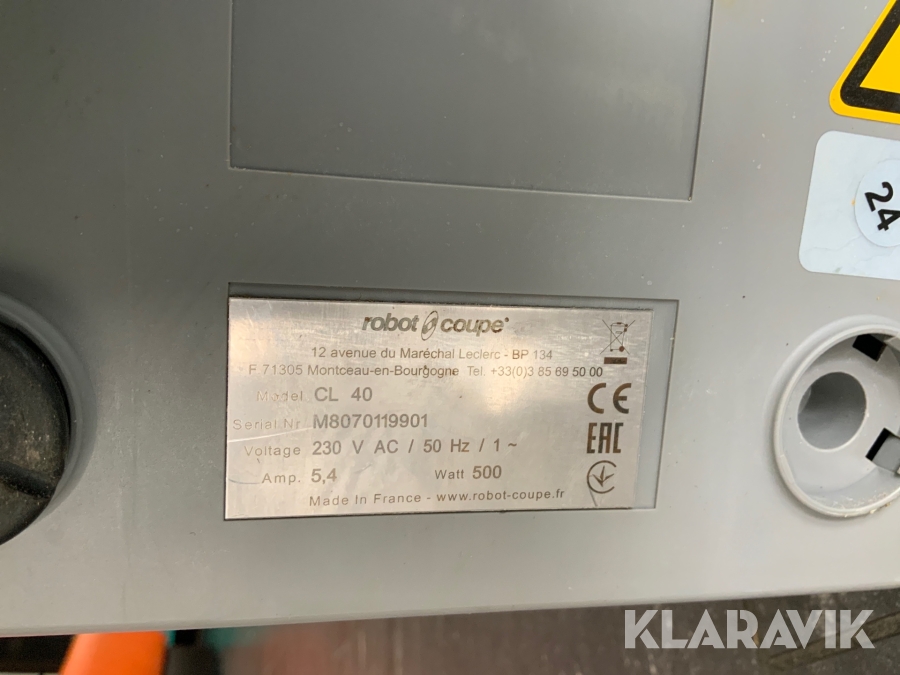 robot coupe®
12 avenue du Maréchal Leclerc - BP 134
F 71305 Montceau-en-Bourgogne Tel. +33(0)3 85 69 50 00
Model CL 40
Serial Nr M8070119901
Voltage 230 V AC / 50 Hz / 1 ~
Amp. 5,4 Watt 500
Made In France - www.robot-coupe.fr
CE
EAC
24
KLARAVIK